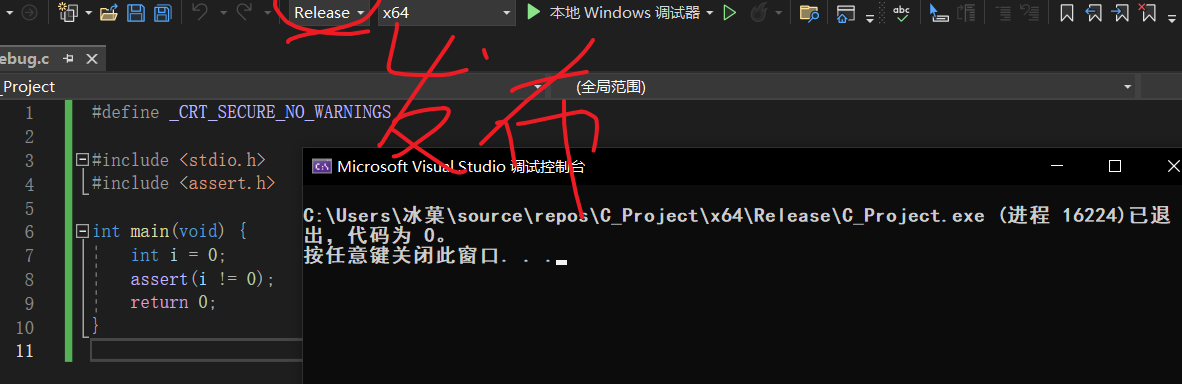 Release x64 本地 Windows 调试器
abc
ebug.c
_Project (全局范围)
发布
1 #define _CRT_SECURE_NO_WARNINGS
2
3 #include <stdio.h>
4 #include <assert.h>
5
6 int main(void) {
7 int i = 0;
8 assert(i != 0);
9 return 0;
10 }
11
C:\ Microsoft Visual Studio 调试控制台
C:\Users\冰菓\source\repos\C_Project\x64\Release\C_Project.exe (进程 16224)已退
出，代码为 0。
按任意键关闭此窗口. . .